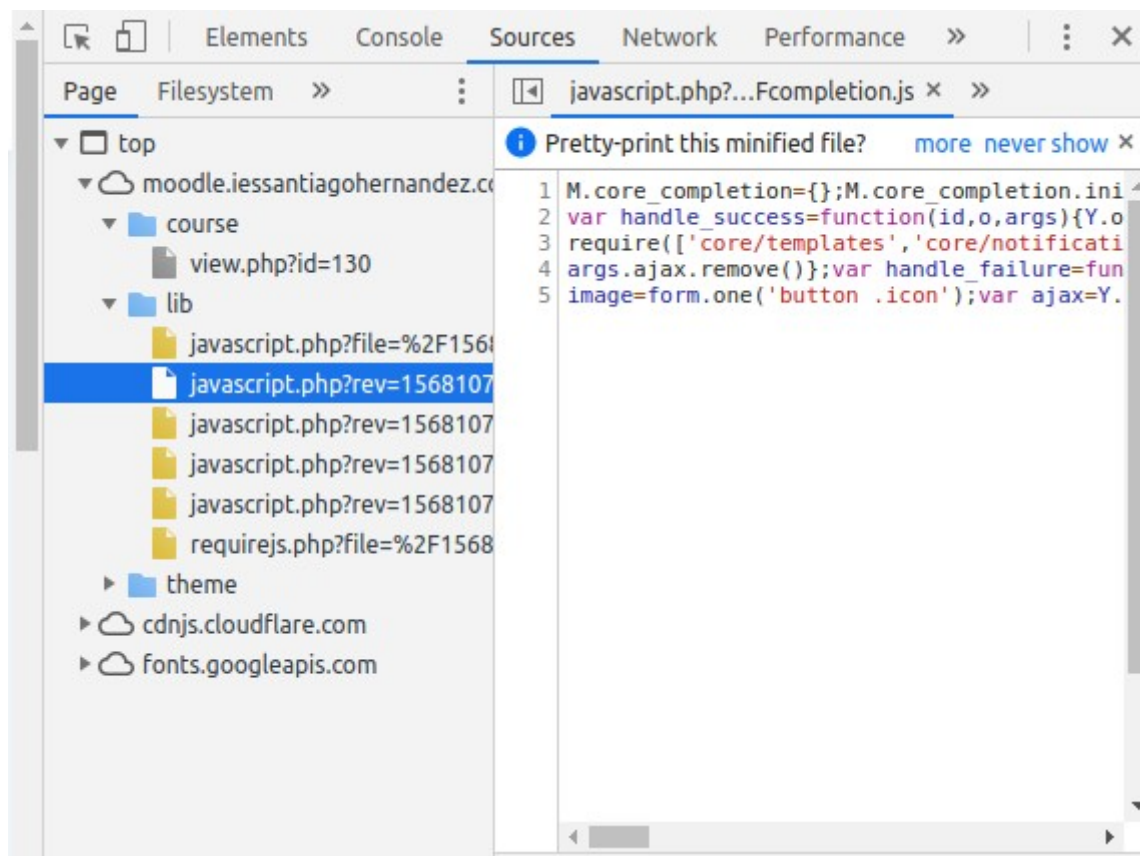 Elements Console Sources Network Performance »
Page Filesystem »
javascript.php?...Fcompletion.js × »
top
moodle.iessantiagohernandez.co
course
view.php?id=130
lib
javascript.php?file=%2F1568
javascript.php?rev=1568107
javascript.php?rev=1568107
javascript.php?rev=1568107
javascript.php?rev=1568107
requirejs.php?file=%2F1568
theme
cdnjs.cloudflare.com
fonts.googleapis.com
Pretty-print this minified file? more never show ×
1 M.core_completion={};M.core_completion.ini
2 var handle_success=function(id,o,args){Y.o
3 require(['core/templates','core/notificati
4 args.ajax.remove()};var handle_failure=fun
5 image=form.one('button .icon');var ajax=Y.